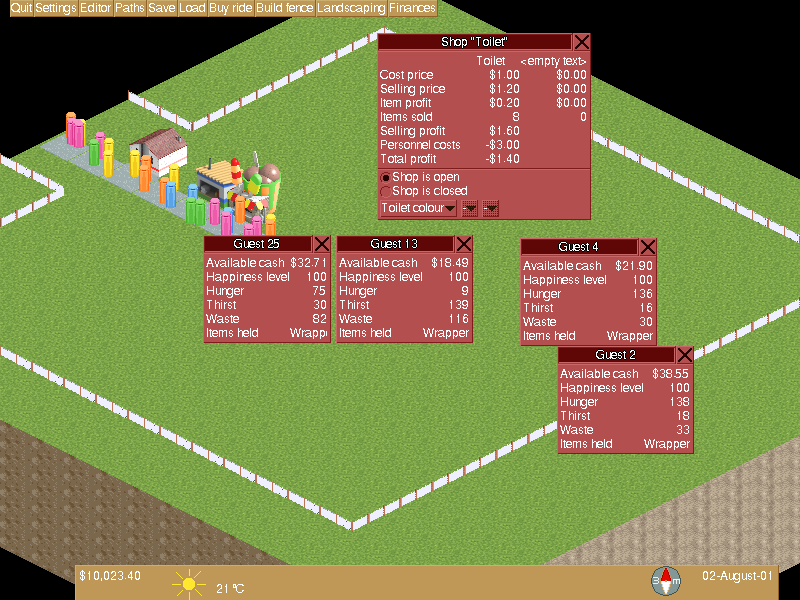 Quit Settings Editor Paths Save Load Buy ride Build fence Landscaping Finances
Shop "Toilet"
Toilet <empty text>
Cost price $1.00 $0.00
Selling price $1.20 $0.00
Item profit $0.20 $0.00
Items sold 8 0
Selling profit $1.60
Personnel costs -$3.00
Total profit -$1.40
Shop is open
Shop is closed
Toilet colour - -
Guest 25
Available cash $32.71
Happiness level 100
Hunger 75
Thirst 30
Waste 82
Items held Wrapp
Guest 13
Available cash $18.49
Happiness level 100
Hunger 9
Thirst 139
Waste 116
Items held Wrapper
Guest 4
Available cash $21.90
Happiness level 100
Hunger 136
Thirst 16
Waste 30
Items held Wrapper
Guest 2
Available cash $38.55
Happiness level 100
Hunger 138
Thirst 18
Waste 33
Items held Wrapper
$10,023.40
21 ºC
02-August-01